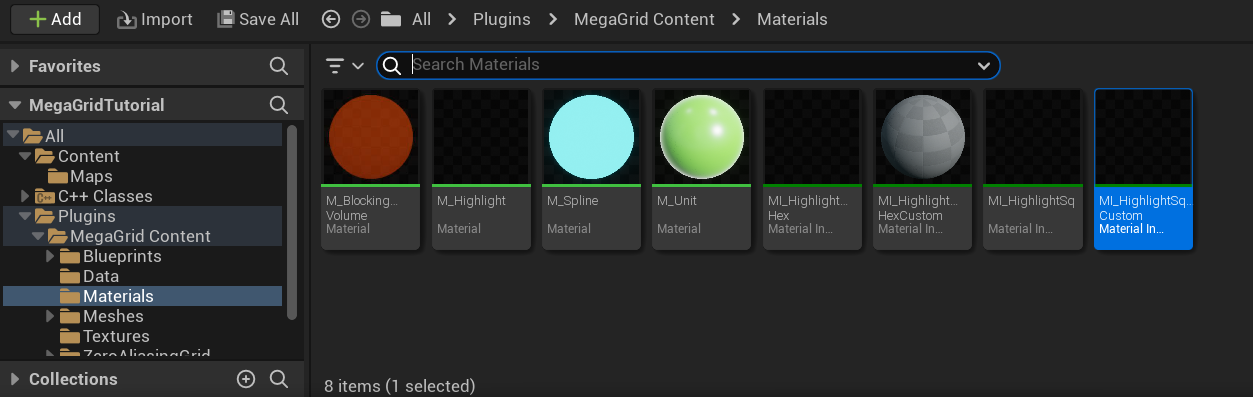 Add Import Save All All Plugins MegaGrid Content Materials
Favorites
Search Materials
MegaGridTutorial
All
Content
Maps
C++ Classes
Plugins
MegaGrid Content
Blueprints
Data
Materials
Meshes
Textures
ZeroAliasingGrid
Collections
M_Blocking...
Volume
Material
M_Highlight
Material
M_Spline
Material
M_Unit
Material
MI_Highlight...
Hex
Material In...
MI_Highlight...
HexCustom
Material In...
MI_HighlightSq
Material In...
MI_HighlightSq...
Custom
Material In...
8 items (1 selected)